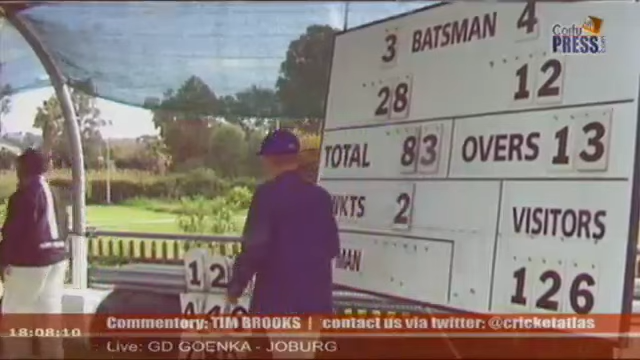 3 BATSMAN 4
28 12
TOTAL 83 OVERS 13
WKTS 2
VISITORS
MAN
126
12
Commentary: TIM BROOKS | contact us via twitter: @cricketatlas
18:08:10
Live: GD GOENKA - JOBURG
PRESS